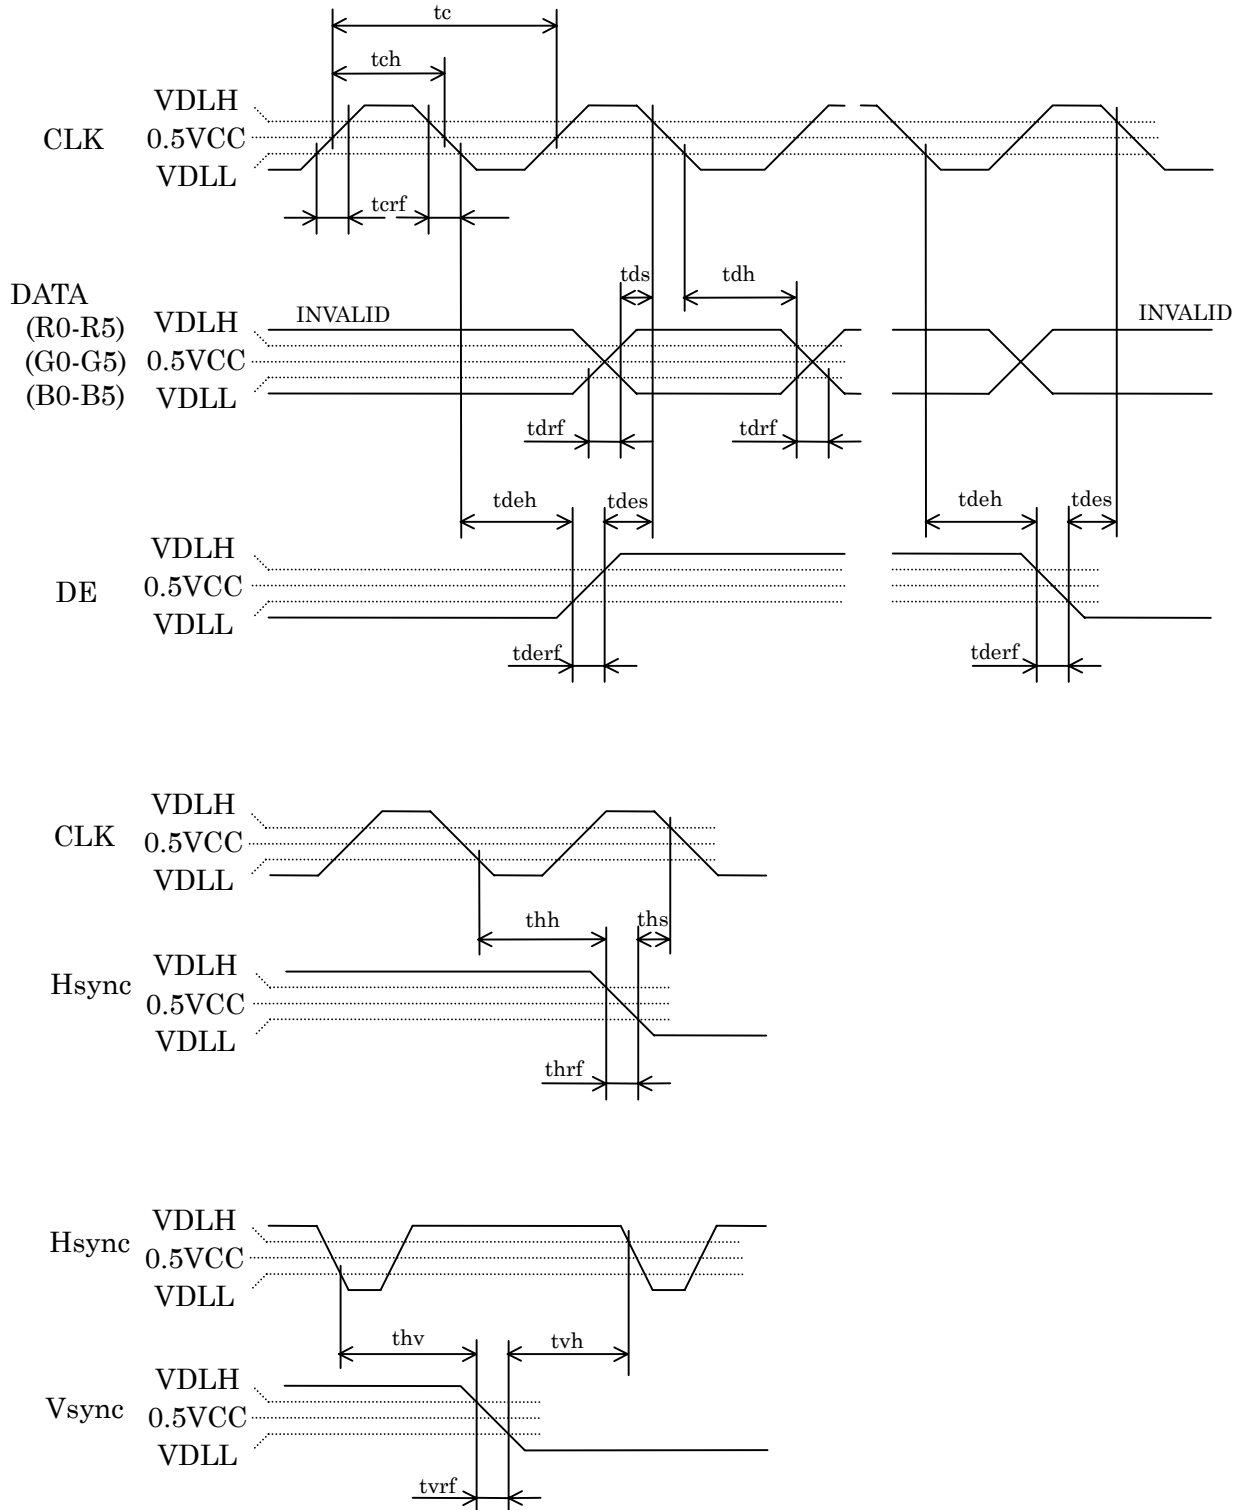 tc
tch
VDLH
CLK 0.5VCC
VDLL
tcrf
tds tdh
DATA
(R0-R5) VDLH INVALID INVALID
(G0-G5) 0.5VCC
(B0-B5) VDLL
tdrf tdrf
tdeh tdes tdeh tdes
VDLH
DE 0.5VCC
VDLL
tderf tderf
VDLH
CLK 0.5VCC
VDLL
thh ths
VDLH
Hsync 0.5VCC
VDLL
thrf
VDLH
Hsync 0.5VCC
VDLL
thv tvh
VDLH
Vsync 0.5VCC
VDLL
tvrf